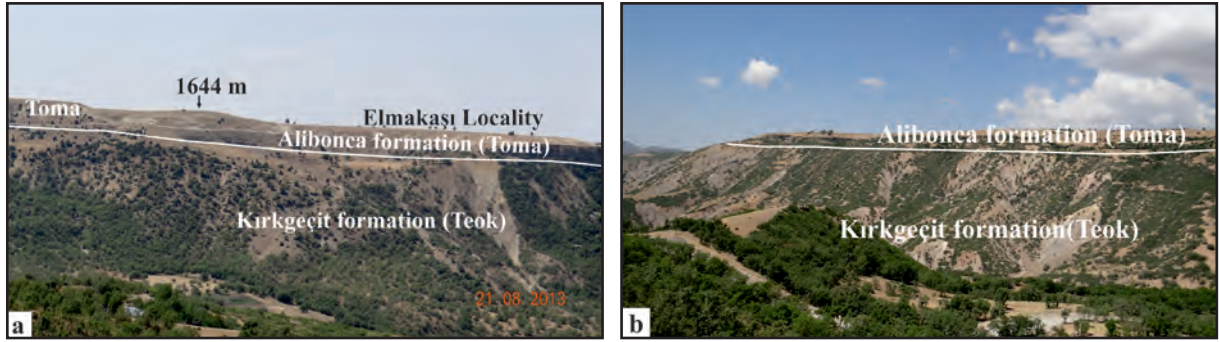 1644 m
Toma
Elmakaşı Locality
Alibonca formation (Toma)
Kırkgeçit formation (Teok)
21 08 2013
a
Alibonca formation (Toma)
Kırkgeçit formation(Teok)
b